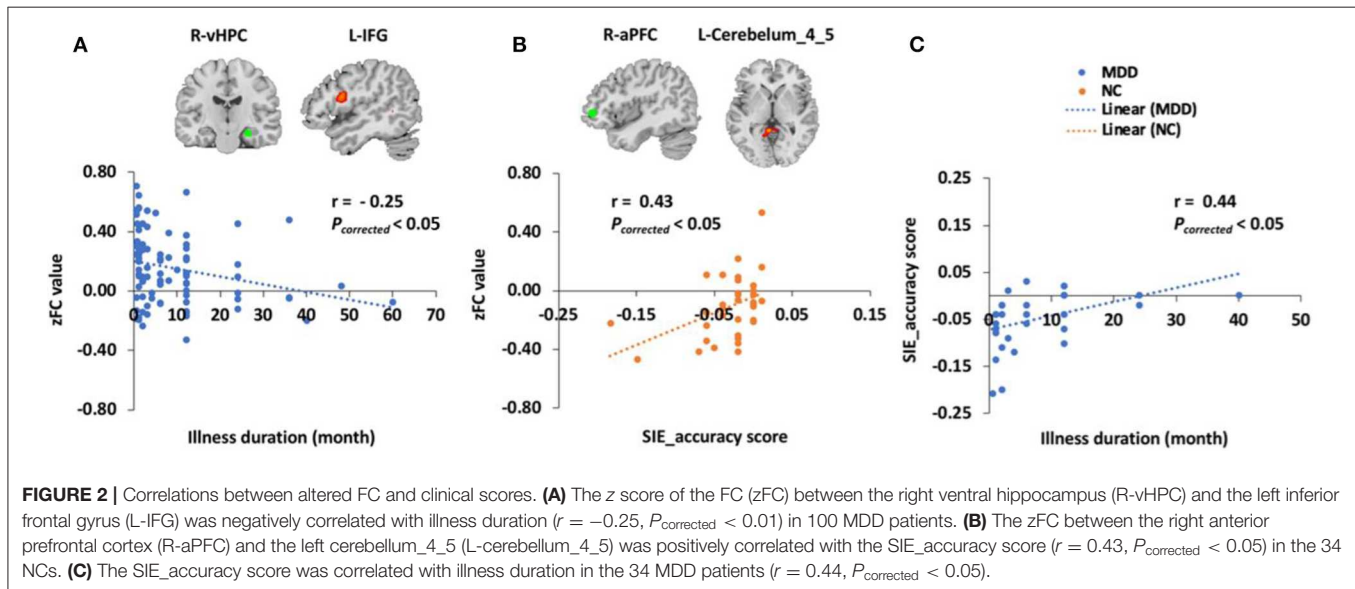 A
R-vHPC
L-IFG
0.80
0.40
0.00
-0.40
-0.80
0
10
20
30
40
50
60
70
r = - 0.25
Pcorrected < 0.05
zFC value
Illness duration (month)
B
R-aPFC
L-Cerebelum_4_5
0.80
0.40
0.00
-0.40
-0.80
-0.25
-0.15
-0.05
0.05
0.15
r = 0.43
Pcorrected < 0.05
zFC value
SIE_accuracy score
C
MDD
NC
Linear (MDD)
Linear (NC)
0.25
0.15
0.05
-0.05
-0.15
-0.25
0
10
20
30
40
50
r = 0.44
Pcorrected < 0.05
SIE_accuracy score
Illness duration (month)
FIGURE 2 | Correlations between altered FC and clinical scores. (A) The z score of the FC (zFC) between the right ventral hippocampus (R-vHPC) and the left inferior
frontal gyrus (L-IFG) was negatively correlated with illness duration (r = −0.25, Pcorrected < 0.01) in 100 MDD patients. (B) The zFC between the right anterior
prefrontal cortex (R-aPFC) and the left cerebellum_4_5 (L-cerebellum_4_5) was positively correlated with the SIE_accuracy score (r = 0.43, Pcorrected < 0.05) in the 34
NCs. (C) The SIE_accuracy score was correlated with illness duration in the 34 MDD patients (r = 0.44, Pcorrected < 0.05).